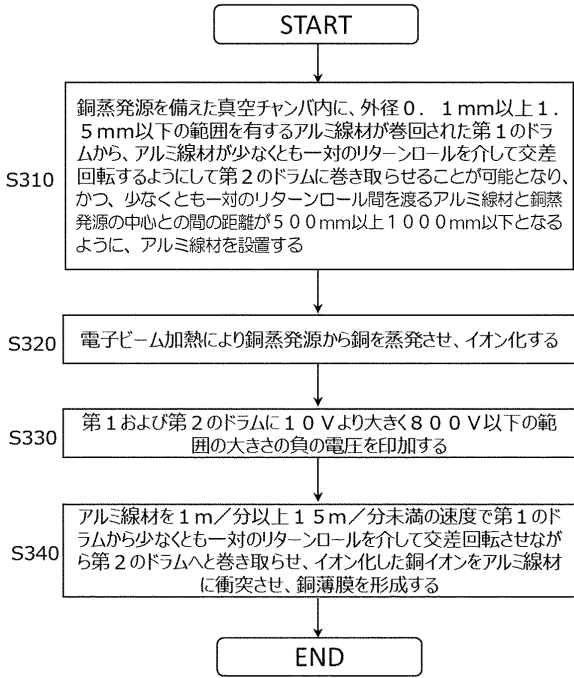 START
S310
銅蒸発源を備えた真空チャンバ内に、外径０．１mm以上１．
５mm以下の範囲を有するアルミ線材が巻回された第１のドラ
ムから、アルミ線材が少なくとも一対のリターンロールを介して交差
回転するようにして第２のドラムに巻き取らせることが可能となり、
かつ、少なくとも一対のリターンロール間を渡るアルミ線材と銅蒸
発源の中心との間の距離が５００mm以上１０００mm以下となる
ように、アルミ線材を設置する
S320
電子ビーム加熱により銅蒸発源から銅を蒸発させ、イオン化する
S330
第１および第２のドラムに１０Vより大きく８００V以下の範
囲の大きさの負の電圧を印加する
S340
アルミ線材を１m／分以上１５m／分未満の速度で第１のド
ラムから少なくとも一対のリターンロールを介して交差回転させなが
ら第２のドラムへと巻き取らせ、イオン化した銅イオンをアルミ線材
に衝突させ、銅薄膜を形成する
END